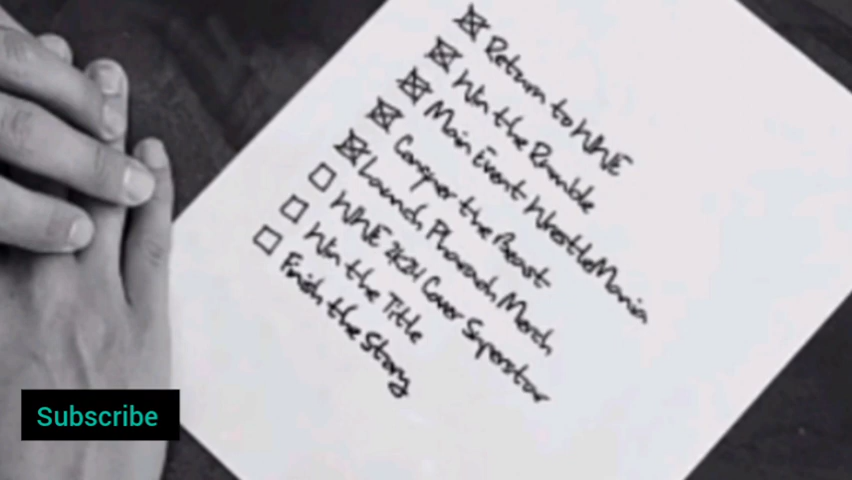 Return to WWE
Win the Rumble
Main Event WrestleMania
Conquer the Beast
Launch Pharaoh Merch
WWE 2K24 Cover Superstar
Win the Title
Finish the Story
Subscribe